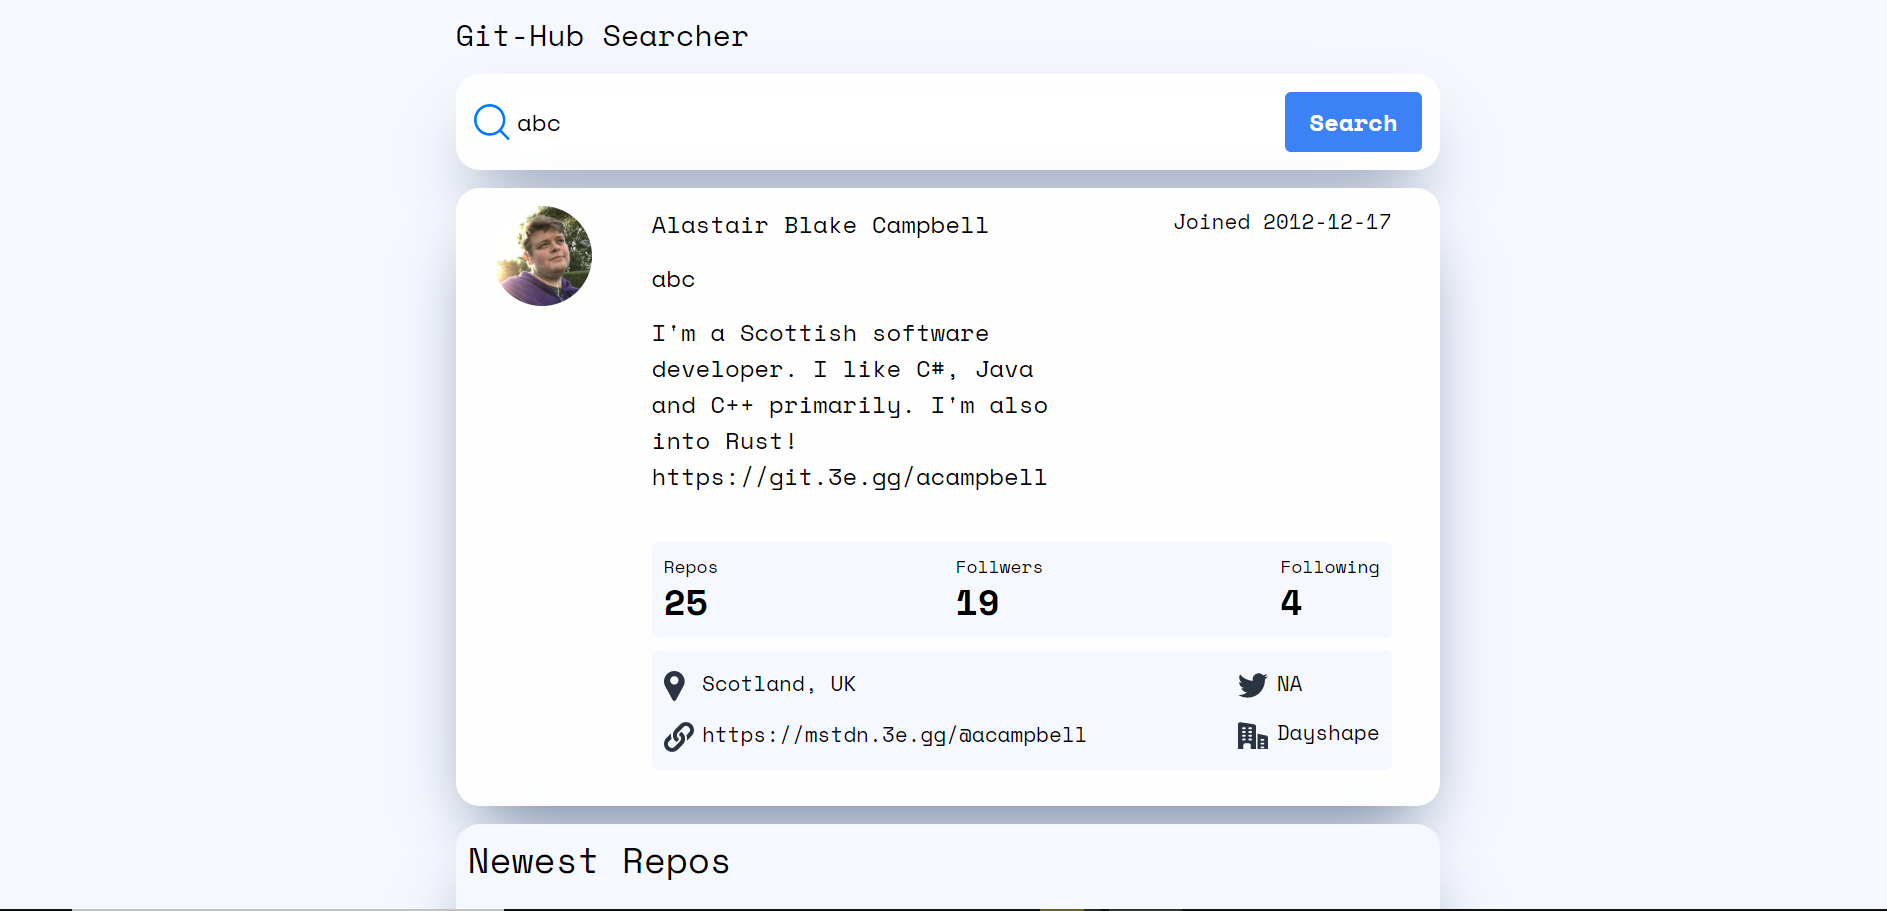 Git-Hub Searcher
abc
Search
Alastair Blake Campbell
Joined 2012-12-17
abc
I'm a Scottish software
developer. I like C#, Java
and C++ primarily. I'm also
into Rust!
https://git.3e.gg/acampbell
Repos
25
Follwers
19
Following
4
Scotland, UK
NA
https://mstdn.3e.gg/@acampbell
Dayshape
Newest Repos